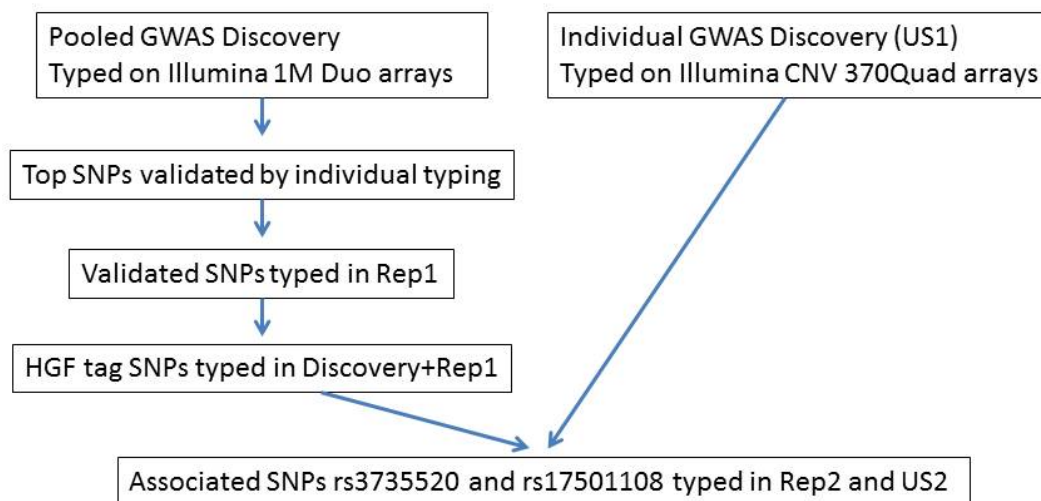 Pooled GWAS Discovery
Typed on Illumina 1M Duo arrays
Individual GWAS Discovery (US1)
Typed on Illumina CNV 370Quad arrays
Top SNPs validated by individual typing
Validated SNPs typed in Rep1
HGF tag SNPs typed in Discovery+Rep1
Associated SNPs rs3735520 and rs17501108 typed in Rep2 and US2